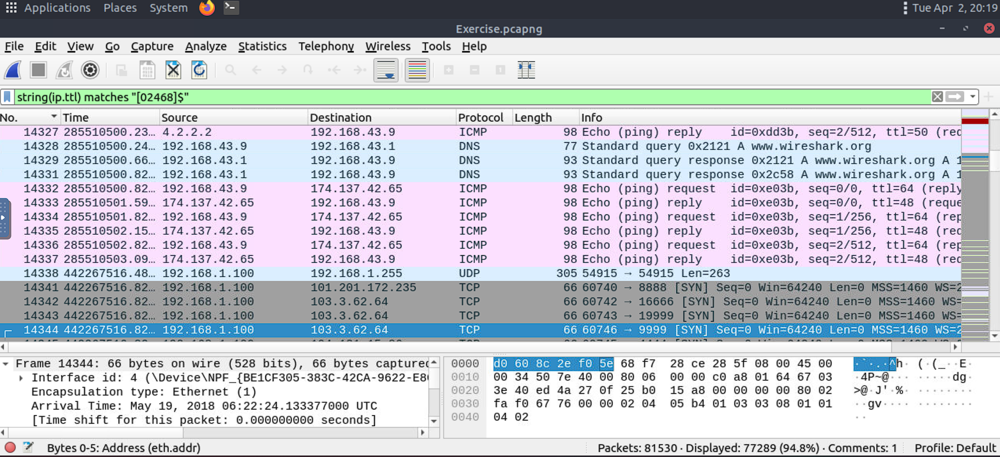 Applications Places System Tue Apr 2, 20:19
Exercise.pcapng
File Edit View Go Capture Analyze Statistics Telephony Wireless Tools Help
string(ip.ttl) matches "[02468]$"
No. Time Source Destination Protocol Length Info
14327 285510500.23… 4.2.2.2 192.168.43.9 ICMP 98 Echo (ping) reply id=0xdd3b, seq=2/512, ttl=50 (rec
14328 285510500.24… 192.168.43.9 192.168.43.1 DNS 77 Standard query 0x2121 A www.wireshark.org
14329 285510500.66… 192.168.43.1 192.168.43.9 DNS 93 Standard query response 0x2121 A www.wireshark.org A 1
14331 285510500.82… 192.168.43.1 192.168.43.9 DNS 93 Standard query response 0x2c58 A www.wireshark.org A 1
14332 285510500.82… 192.168.43.9 174.137.42.65 ICMP 98 Echo (ping) request id=0xe03b, seq=0/0, ttl=64 (reply
14333 285510501.59… 174.137.42.65 192.168.43.9 ICMP 98 Echo (ping) reply id=0xe03b, seq=0/0, ttl=48 (reque
14334 285510501.82… 192.168.43.9 174.137.42.65 ICMP 98 Echo (ping) request id=0xe03b, seq=1/256, ttl=64 (rep
14335 285510502.15… 174.137.42.65 192.168.43.9 ICMP 98 Echo (ping) reply id=0xe03b, seq=1/256, ttl=48 (rec
14336 285510502.82… 192.168.43.9 174.137.42.65 ICMP 98 Echo (ping) request id=0xe03b, seq=2/512, ttl=64 (rep
14337 285510503.09… 174.137.42.65 192.168.43.9 ICMP 98 Echo (ping) reply id=0xe03b, seq=2/512, ttl=48 (rec
14338 442267516.48… 192.168.1.100 192.168.1.255 UDP 305 54915 → 54915 Len=263
14341 442267516.82… 192.168.1.100 101.201.172.235 TCP 66 60740 → 8888 [SYN] Seq=0 Win=64240 Len=0 MSS=1460 WS=2
14342 442267516.82… 192.168.1.100 103.3.62.64 TCP 66 60742 → 16666 [SYN] Seq=0 Win=64240 Len=0 MSS=1460 WS=
14343 442267516.82… 192.168.1.100 103.3.62.64 TCP 66 60743 → 19999 [SYN] Seq=0 Win=64240 Len=0 MSS=1460 WS=
14344 442267516.82… 192.168.1.100 103.3.62.64 TCP 66 60746 → 9999 [SYN] Seq=0 Win=64240 Len=0 MSS=1460 WS=2
Frame 14344: 66 bytes on wire (528 bits), 66 bytes captured
Interface id: 4 (\Device\NPF_{BE1CF305-383C-42CA-9622-E8
Encapsulation type: Ethernet (1)
Arrival Time: May 19, 2018 06:22:24.133377000 UTC
[Time shift for this packet: 0.000000000 seconds]
0000 d0 60 8c 2e f0 5e 68 f7 28 ce 28 5f 08 00 45 00 ·`·.·^h· (·(_··E·
0010 00 34 50 7e 40 00 80 06 00 00 c0 a8 01 64 67 03 ·4P~@··· ·····dg·
0020 3e 40 ed 4a 27 0f 25 b0 15 a8 00 00 00 00 80 02 >@·J'·%· ········
0030 fa f0 67 76 00 00 02 04 05 b4 01 03 03 08 01 01 ··gv···· ········
0040 04 02 ··
Bytes 0-5: Address (eth.addr) Packets: 81530 · Displayed: 77289 (94.8%) · Comments: 1 Profile: Default